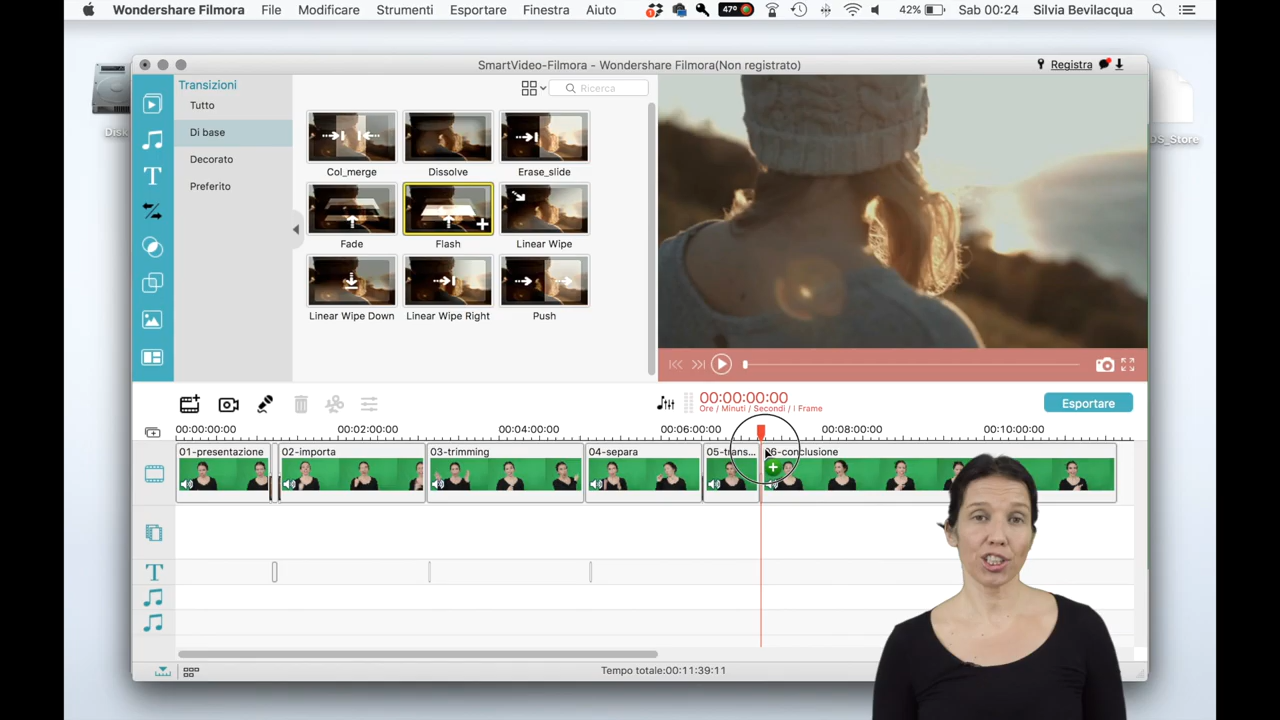 Wondershare Filmora File Modificare Strumenti Esportare Finestra Aiuto 47° 42% Sab 00:24 Silvia Bevilacqua
SmartVideo-Filmora - Wondershare Filmora(Non registrato) Registra
Transizioni
Tutto
Di base
Decorato
Preferito
Ricerca
Col_merge Dissolve Erase_slide
Fade Flash Linear Wipe
Linear Wipe Down Linear Wipe Right Push
Disk
DS_Store
00:00:00:00
Ore / Minuti / Secondi / I Frame
Esportare
00:00:00:00 00:02:00:00 00:04:00:00 00:06:00:00 00:08:00:00 00:10:00:00
01-presentazione 02-importa 03-trimming 04-separa 05-trans... 06-conclusione
T
T
Tempo totale:00:11:39:11